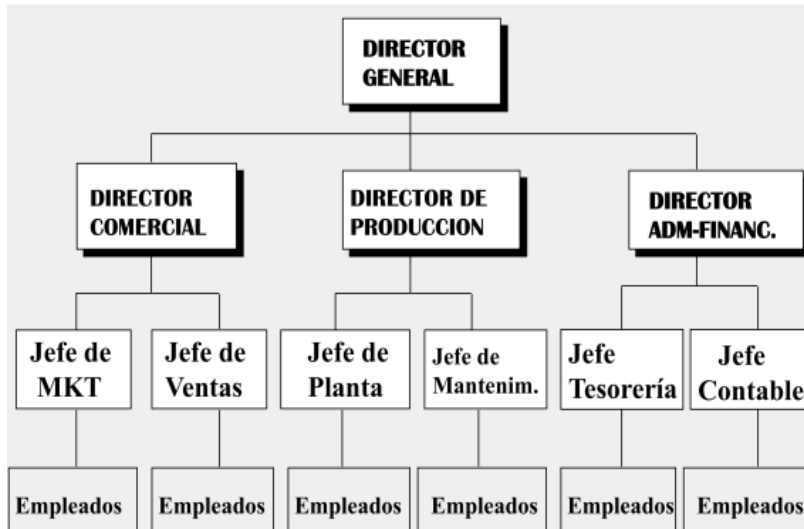 DIRECTOR
GENERAL
DIRECTOR
COMERCIAL
DIRECTOR DE
PRODUCCION
DIRECTOR
ADM-FINANC.
Jefe de
MKT
Jefe de
Ventas
Jefe de
Planta
Jefe de
Mantenim.
Jefe
Tesorería
Jefe
Contable
Empleados
Empleados
Empleados
Empleados
Empleados
Empleados